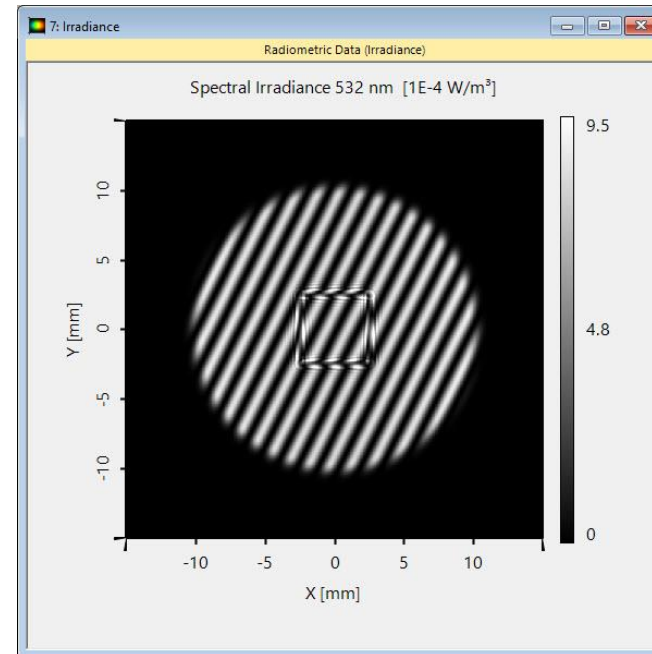 7: Irradiance
Radiometric Data (Irradiance)
Spectral Irradiance 532 nm [1E-4 W/m³]
9.5
4.8
0
10
5
0
-5
-10
Y [mm]
-10 -5 0 5 10
X [mm]